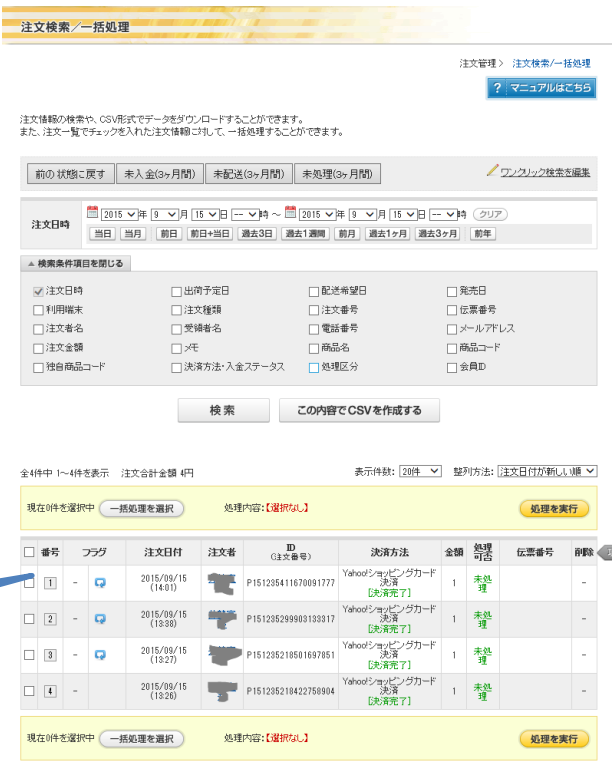 注文検索／一括処理
注文管理 〉 注文検索/一括処理
? マニュアルはこちら
注文情報の検索や、CSV形式でデータをダウンロードすることができます。
また、注文一覧でチェックを入れた注文情報に対して、一括処理することができます。
前の状態に戻す 未入金(3ヶ月間) 未配送(3ヶ月間) 未処理(3ヶ月間) ワンクリック検索を編集
注文日時 2015 年 9 月 15 日 -- 時 ～ 2015 年 9 月 15 日 -- 時 クリア
当日 当月 前日 前日+当日 過去3日 過去1週間 前月 過去1ヶ月 過去3ヶ月 前年
▲ 検索条件項目を閉じる
注文日時 出荷予定日 配送希望日 発売日
利用端末 注文種類 注文番号 伝票番号
注文者名 受領者名 電話番号 メールアドレス
注文金額 メモ 商品名 商品コード
独自商品コード 決済方法・入金ステータス 処理区分 会員ID
検索 この内容でCSVを作成する
全4件中 1～4件を表示 注文合計金額 4円 表示件数: 20件 整列方法: 注文日付が新しい順
現在0件を選択中 一括処理を選択 処理内容:【選択なし】 処理を実行
番号 フラグ 注文日付 注文者 ID (注文番号) 決済方法 金額 処理可否 伝票番号 削除
1 - 2015/09/15 (14:01) P151235411670091777 Yahoo!ショッピングカード決済 [決済完了] 1 未処理 -
2 - 2015/09/15 (13:38) P151235299903133317 Yahoo!ショッピングカード決済 [決済完了] 1 未処理 -
3 - 2015/09/15 (13:27) P151235218501697851 Yahoo!ショッピングカード決済 [決済完了] 1 未処理 -
4 - 2015/09/15 (13:26) P151235218422758904 Yahoo!ショッピングカード決済 [決済完了] 1 未処理 -
現在0件を選択中 一括処理を選択 処理内容:【選択なし】 処理を実行